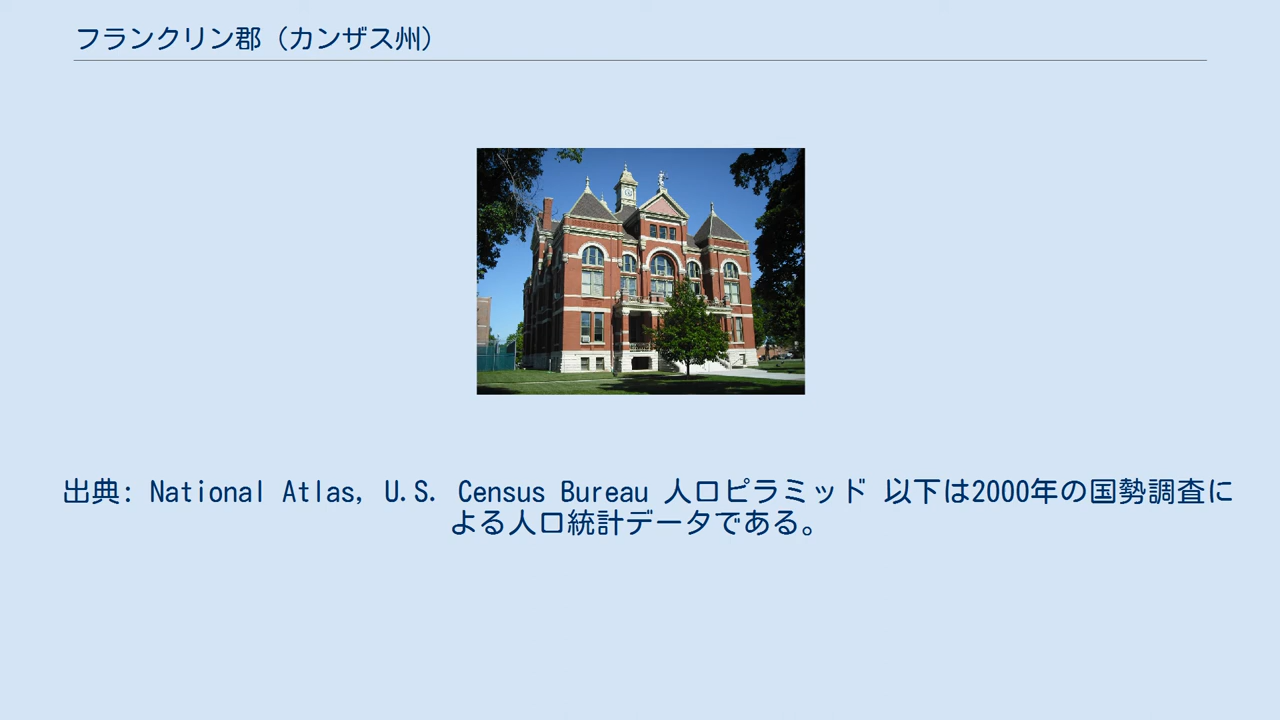 フランクリン郡（カンザス州）
出典: National Atlas, U.S. Census Bureau 人口ピラミッド 以下は2000年の国勢調査に
よる人口統計データである。